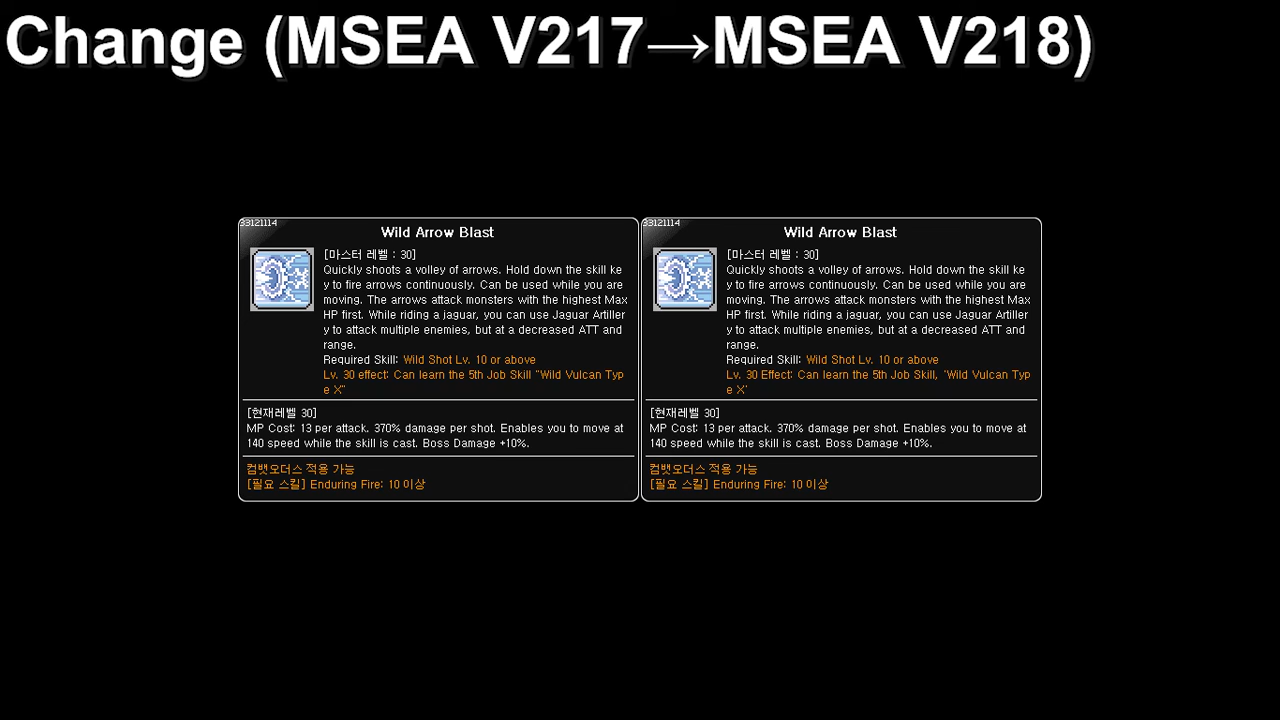 Change (MSEA V217→MSEA V218)
33121114
Wild Arrow Blast
[마스터 레벨 : 30]
Quickly shoots a volley of arrows. Hold down the skill ke
y to fire arrows continuously. Can be used while you are
moving. The arrows attack monsters with the highest Max
HP first. While riding a jaguar, you can use Jaguar Artiller
y to attack multiple enemies, but at a decreased ATT and
range.
Required Skill: Wild Shot Lv. 10 or above
Lv. 30 effect: Can learn the 5th Job Skill "Wild Vulcan Typ
e X"
[현재레벨 30]
MP Cost: 13 per attack. 370% damage per shot. Enables you to move at
140 speed while the skill is cast. Boss Damage +10%.
컴뱃오더스 적용 가능
[필요 스킬] Enduring Fire: 10 이상
33121114
Wild Arrow Blast
[마스터 레벨 : 30]
Quickly shoots a volley of arrows. Hold down the skill ke
y to fire arrows continuously. Can be used while you are
moving. The arrows attack monsters with the highest Max
HP first. While riding a jaguar, you can use Jaguar Artiller
y to attack multiple enemies, but at a decreased ATT and
range.
Required Skill: Wild Shot Lv. 10 or above
Lv. 30 Effect: Can learn the 5th Job Skill, 'Wild Vulcan Typ
e X'
[현재레벨 30]
MP Cost: 13 per attack. 370% damage per shot. Enables you to move at
140 speed while the skill is cast. Boss Damage +10%.
컴뱃오더스 적용 가능
[필요 스킬] Enduring Fire: 10 이상